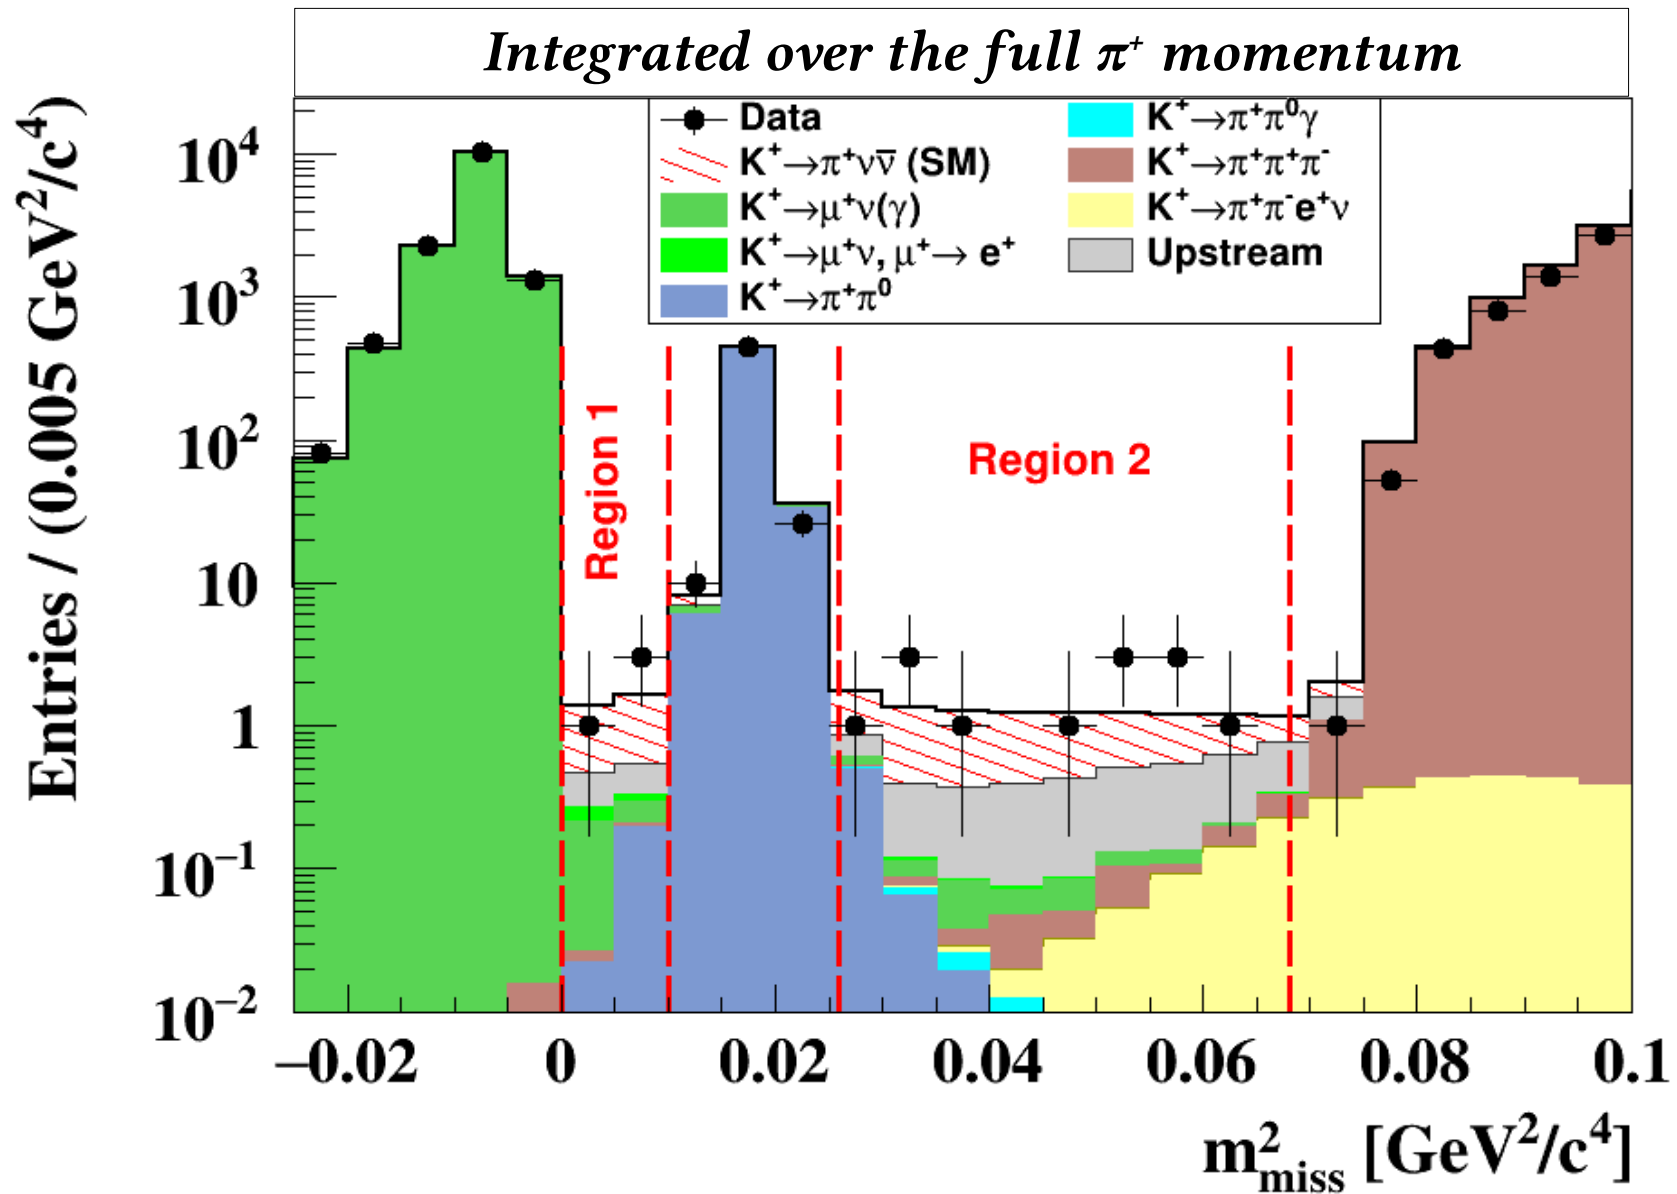 Integrated over the full π⁺ momentum
Entries / (0.005 GeV²/c⁴)
10⁴
10³
10²
10
1
10⁻¹
10⁻²
Data
K⁺→π⁺νν̅ (SM)
K⁺→μ⁺ν(γ)
K⁺→μ⁺ν, μ⁺→ e⁺
K⁺→π⁺π⁰
K⁺→π⁺π⁰γ
K⁺→π⁺π⁺π⁻
K⁺→π⁺π⁻e⁺ν
Upstream
Region 1
Region 2
−0.02 0 0.02 0.04 0.06 0.08 0.1
m²miss [GeV²/c⁴]